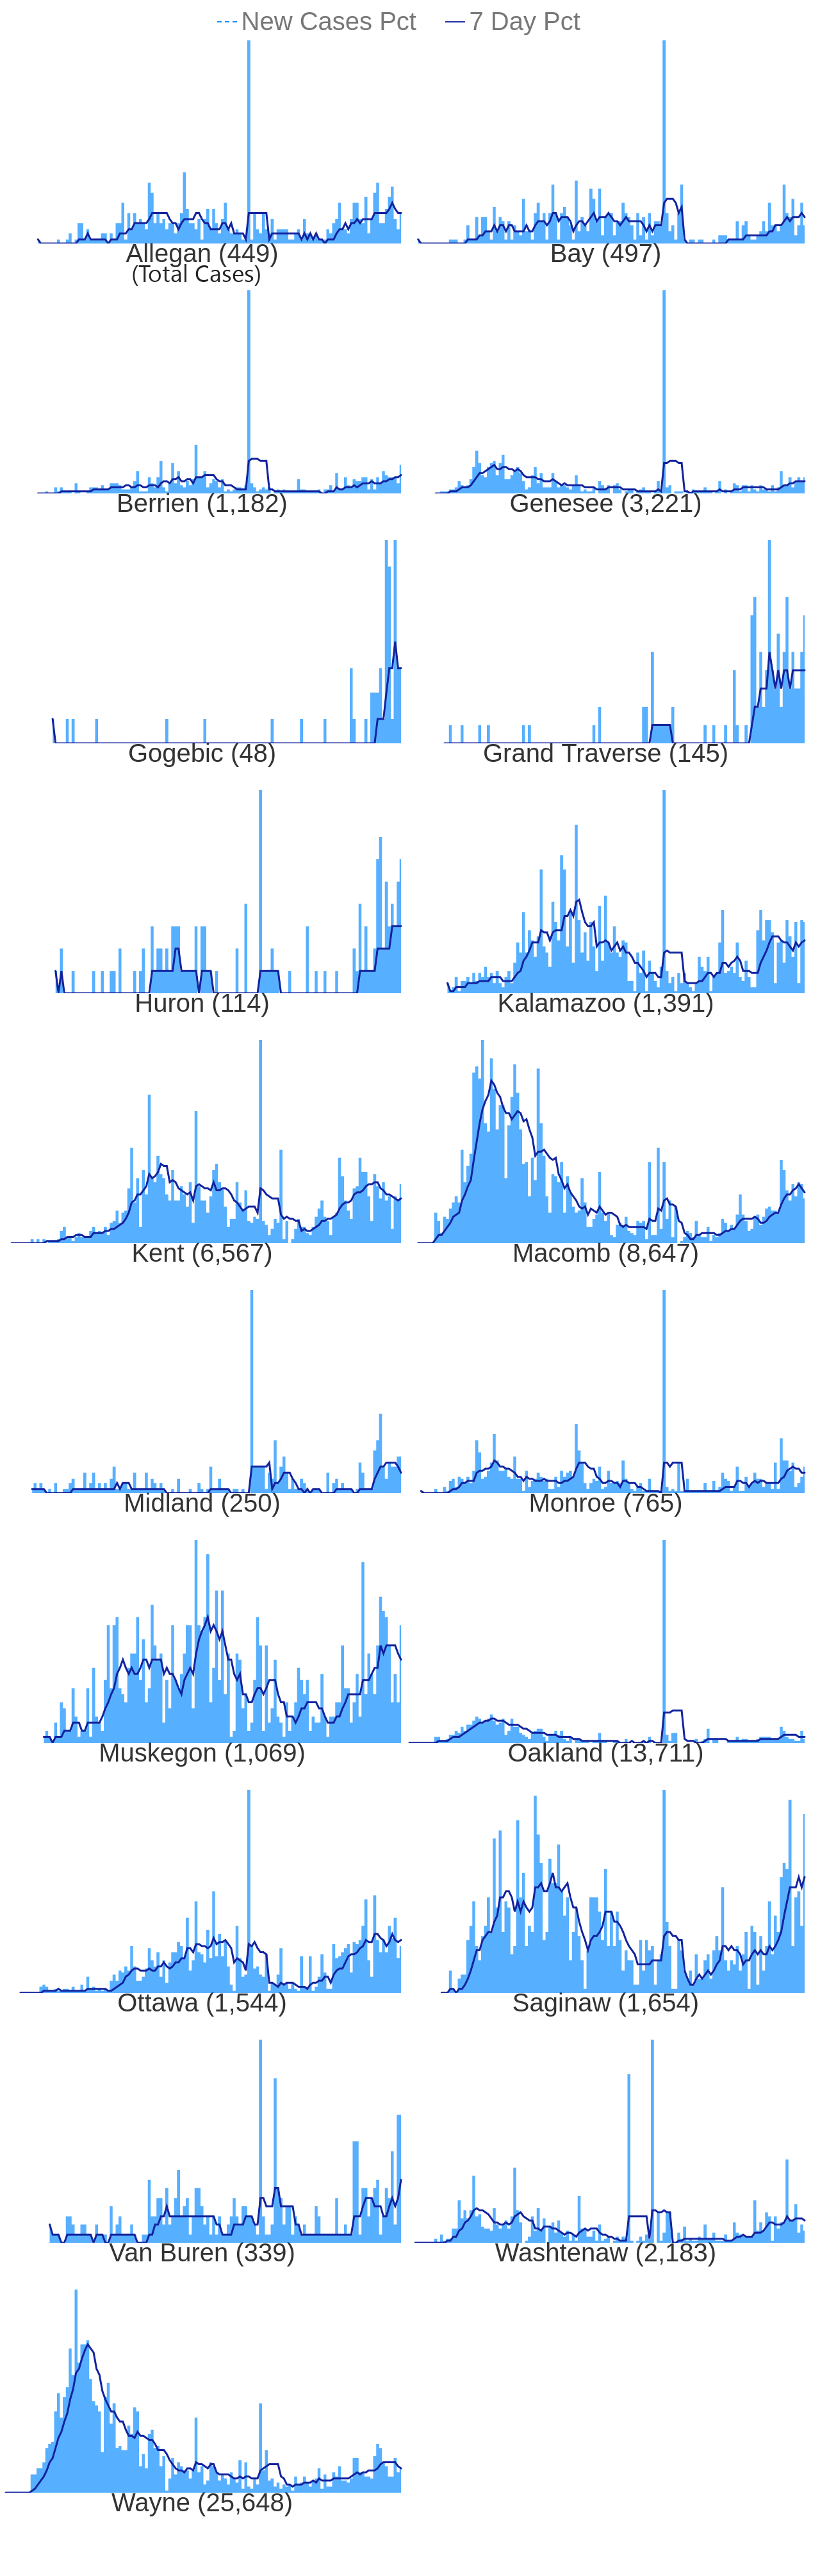 New Cases Pct 7 Day Pct
Allegan (449) Bay (497)
(Total Cases)
Berrien (1,182) Genesee (3,221)
Gogebic (48) Grand Traverse (145)
Huron (114) Kalamazoo (1,391)
Kent (6,567) Macomb (8,647)
Midland (250) Monroe (765)
Muskegon (1,069) Oakland (13,711)
Ottawa (1,544) Saginaw (1,654)
Van Buren (339) Washtenaw (2,183)
Wayne (25,648)